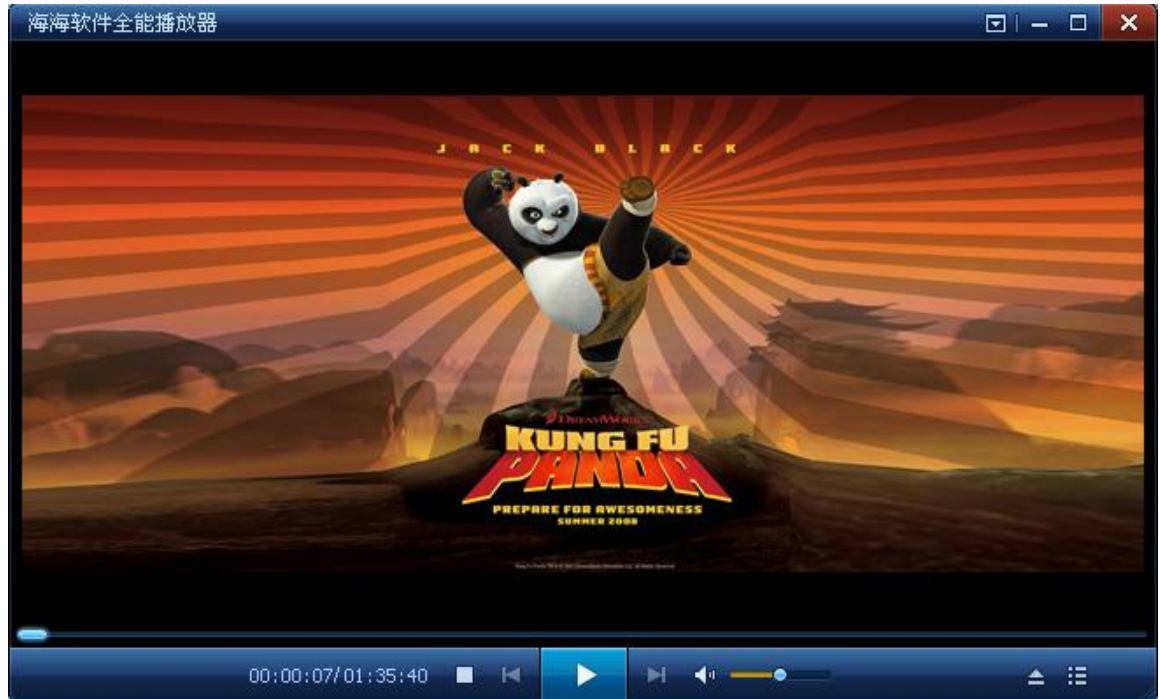 海海软件全能播放器
JACK BLACK
DREAMWORKS
KUNG FU
PANDA
PREPARE FOR AWESOMENESS
SUMMER 2008
00:00:07/01:35:40